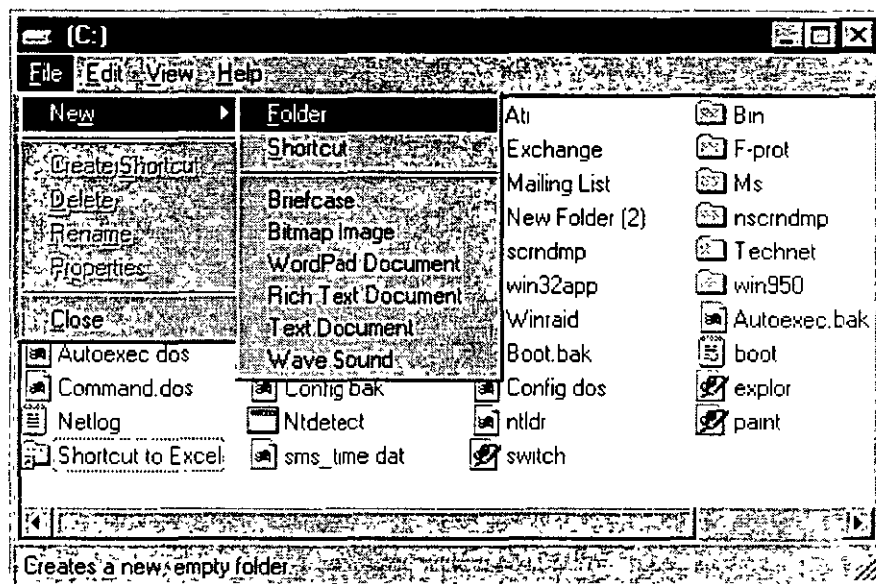 (C:)
File Edit View Help
New
Create Shortcut
Delete
Rename
Properties
Close
Folder
Shortcut
Briefcase
Bitmap Image
WordPad Document
Rich Text Document
Text Document
Wave Sound
Ati Bin
Exchange F-prot
Mailing List Ms
New Folder (2) nscrndmp
scrndmp Technet
win32app win950
Winraid Autoexec.bak
Autoexec dos Boot.bak boot
Command.dos Config bak Config dos explor
Netlog Ntdetect ntldr paint
Shortcut to Excel sms_time dat switch
Creates a new, empty folder.